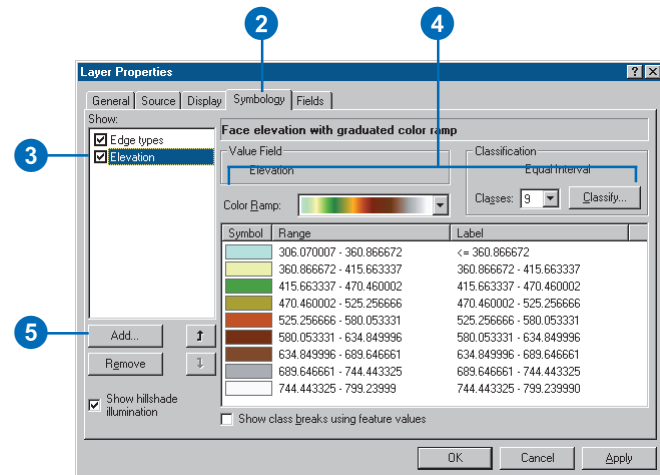 2 4
Layer Properties
General Source Display Symbology Fields
Show:
3
Edge types
Elevation
Face elevation with graduated color ramp
Value Field
Elevation
Classification
Equal Interval
Color Ramp:
Classes: 9 Classify...
Symbol Range Label
306.070007 - 360.866672 <= 360.866672
360.866672 - 415.663337 360.866672 - 415.663337
415.663337 - 470.460002 415.663337 - 470.460002
470.460002 - 525.256666 470.460002 - 525.256666
525.256666 - 580.053331 525.256666 - 580.053331
580.053331 - 634.849996 580.053331 - 634.849996
634.849996 - 689.646661 634.849996 - 689.646661
689.646661 - 744.443325 689.646661 - 744.443325
744.443325 - 799.23999 744.443325 - 799.239990
5
Add...
Remove
Show hillshade
illumination
Show class breaks using feature values
OK Cancel Apply